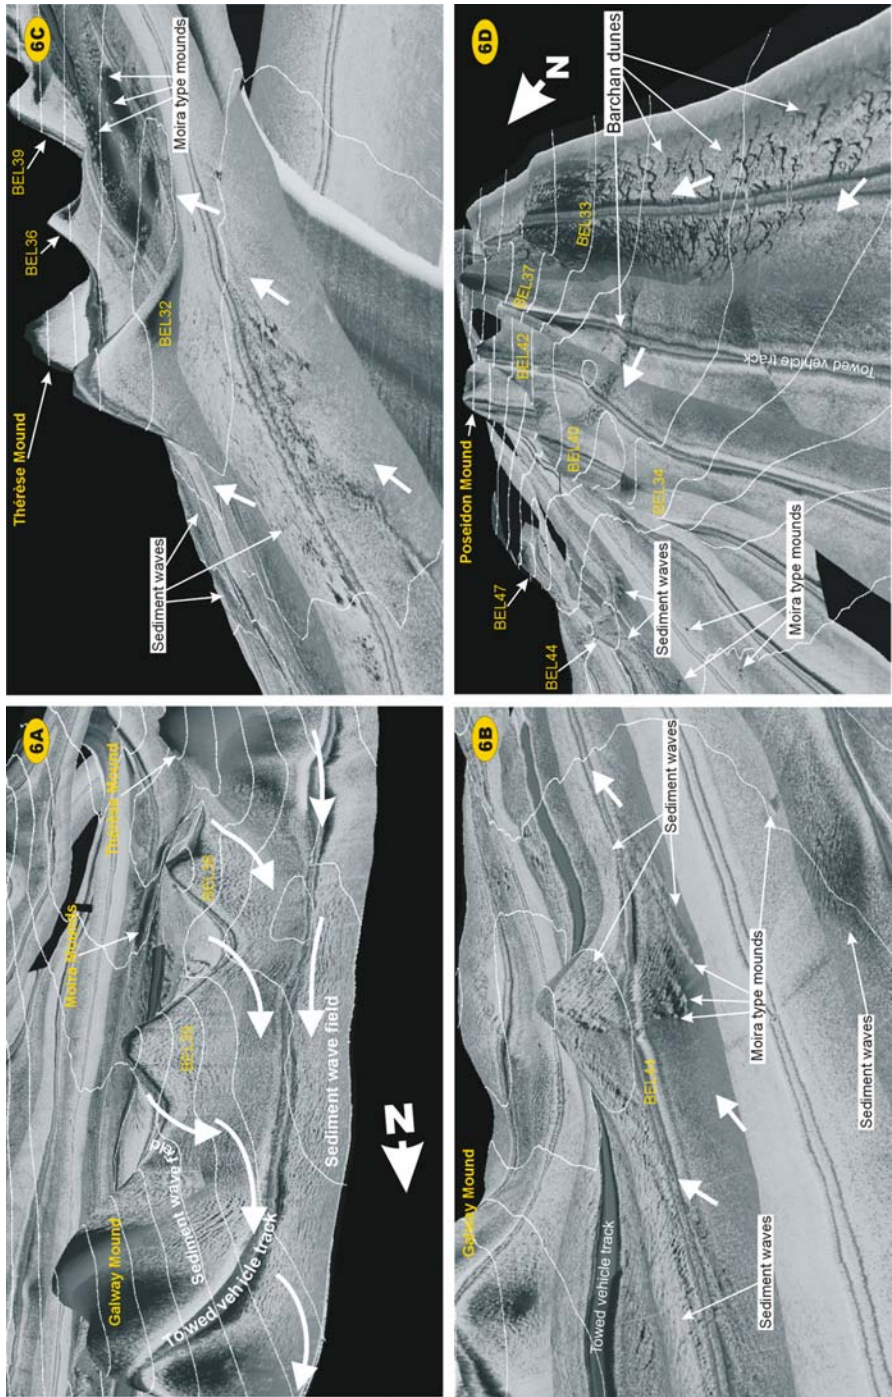 6A
Galway Mound
Moira Mounds
Thérèse Mound
BEL39
BEL36
Sediment wave field
Sediment wave field
Towed vehicle track
N
6B
Galway Mound
Towed vehicle track
BEL44
Sediment waves
Sediment waves
Moira type mounds
Sediment waves
6C
Thérèse Mound
BEL36
BEL39
BEL32
Sediment waves
Moira type mounds
6D
N
Poseidon Mound
BEL47
BEL44
BEL42
BEL37
BEL33
BEL40
BEL34
Sediment waves
Moira type mounds
Barchan dunes
Towed vehicle track